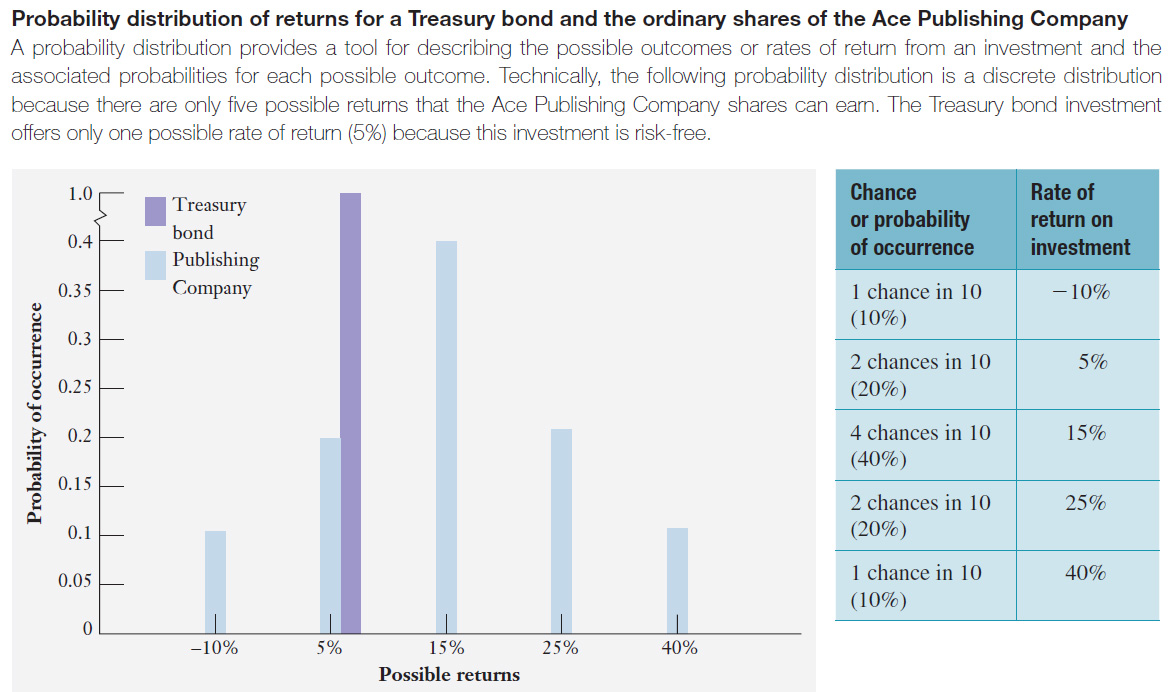 Probability distribution of returns for a Treasury bond and the ordinary shares of the Ace Publishing Company
A probability distribution provides a tool for describing the possible outcomes or rates of return from an investment and the
associated probabilities for each possible outcome. Technically, the following probability distribution is a discrete distribution
because there are only five possible returns that the Ace Publishing Company shares can earn. The Treasury bond investment
offers only one possible rate of return (5%) because this investment is risk-free.
1.0
0.4
0.35
0.3
0.25
0.2
0.15
0.1
0.05
0
Probability of occurrence
Treasury
bond
Publishing
Company
–10%
5%
15%
25%
40%
Possible returns
Chance
or probability
of occurrence
Rate of
return on
investment
1 chance in 10
(10%)
−10%
2 chances in 10
(20%)
5%
4 chances in 10
(40%)
15%
2 chances in 10
(20%)
25%
1 chance in 10
(10%)
40%